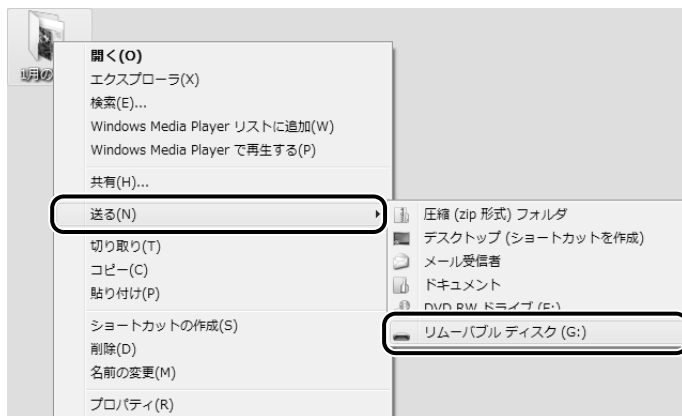 1月の
開く(O)
エクスプローラ(X)
検索(E)...
Windows Media Player リストに追加(W)
Windows Media Player で再生する(P)
共有(H)...
送る(N)
切り取り(T)
コピー(C)
貼り付け(P)
ショートカットの作成(S)
削除(D)
名前の変更(M)
プロパティ(R)
圧縮 (zip 形式) フォルダ
デスクトップ (ショートカットを作成)
メール受信者
ドキュメント
DVD RW ドライブ (E:)
リムーバブル ディスク (G:)